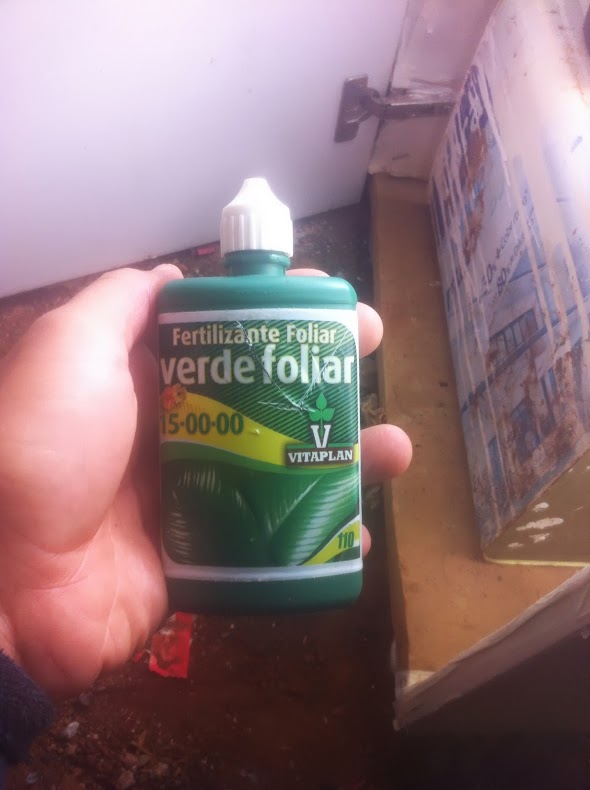 Fertilizante Foliar
verde foliar
15-00-00
V
VITAPLAN
110